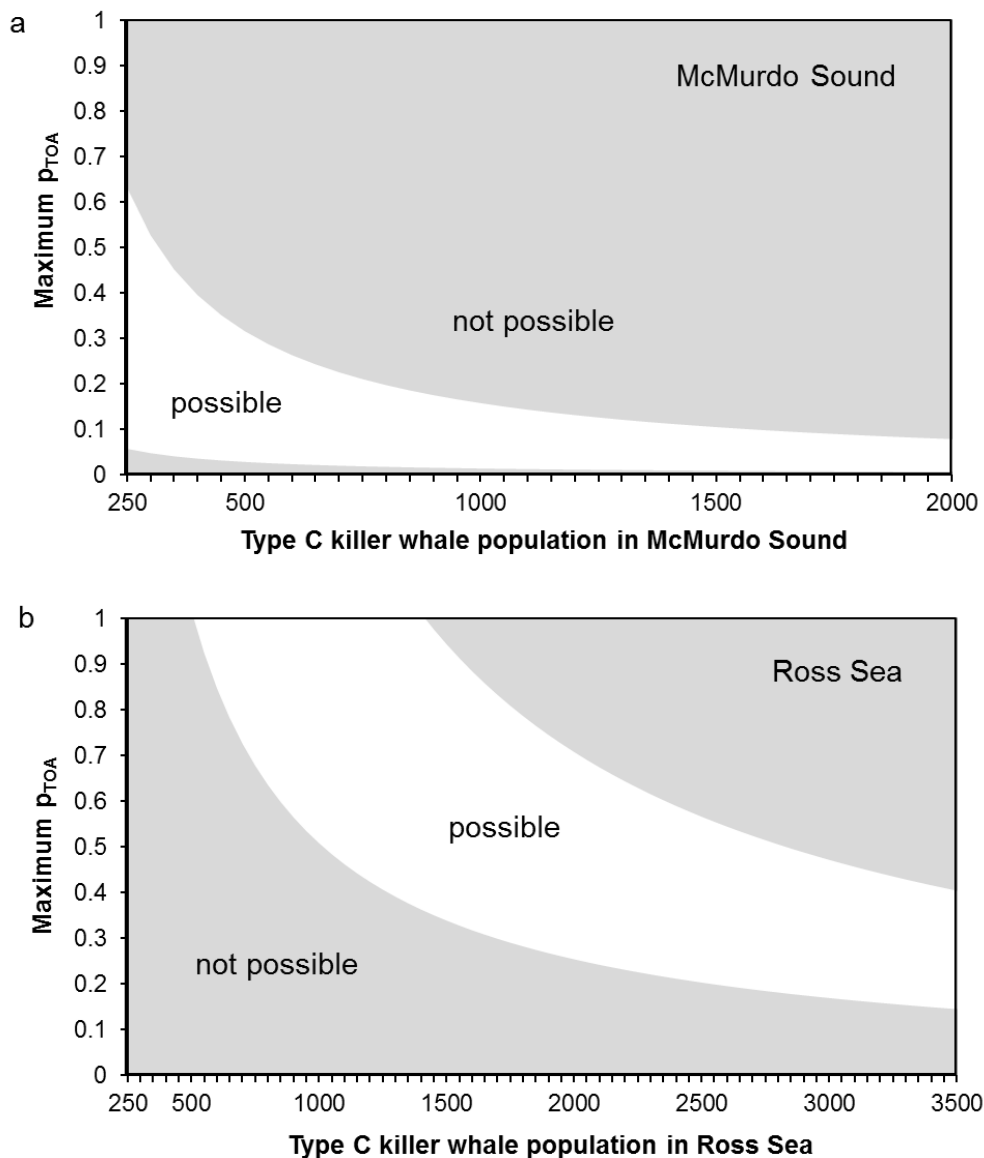 a
McMurdo Sound
Maximum pTOA
1
0.9
0.8
0.7
0.6
0.5
0.4
0.3
0.2
0.1
0
not possible
possible
250 500 1000 1500 2000
Type C killer whale population in McMurdo Sound
b
Ross Sea
Maximum pTOA
1
0.9
0.8
0.7
0.6
0.5
0.4
0.3
0.2
0.1
0
possible
not possible
250 500 1000 1500 2000 2500 3000 3500
Type C killer whale population in Ross Sea